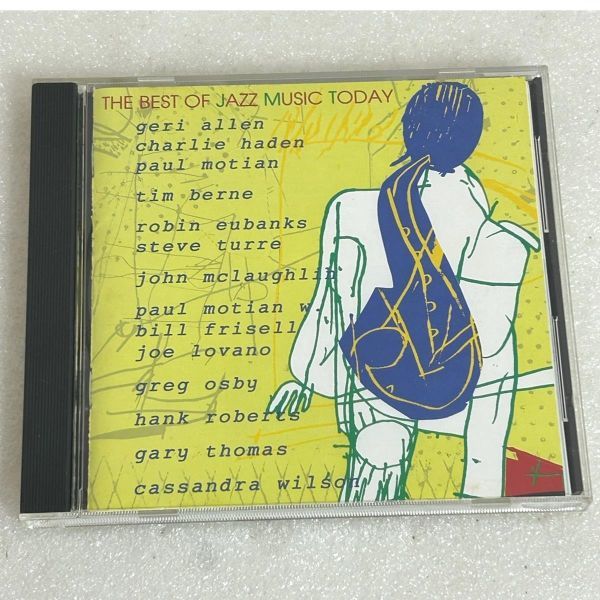 THE BEST OF JAZZ MUSIC TODAY
geri allen
charlie haden
paul motian
tim berne
robin eubanks
steve turre
john mclaughlin
paul motian w.
bill frisell
joe lovano
greg osby
hank roberts
gary thomas
cassandra wilson